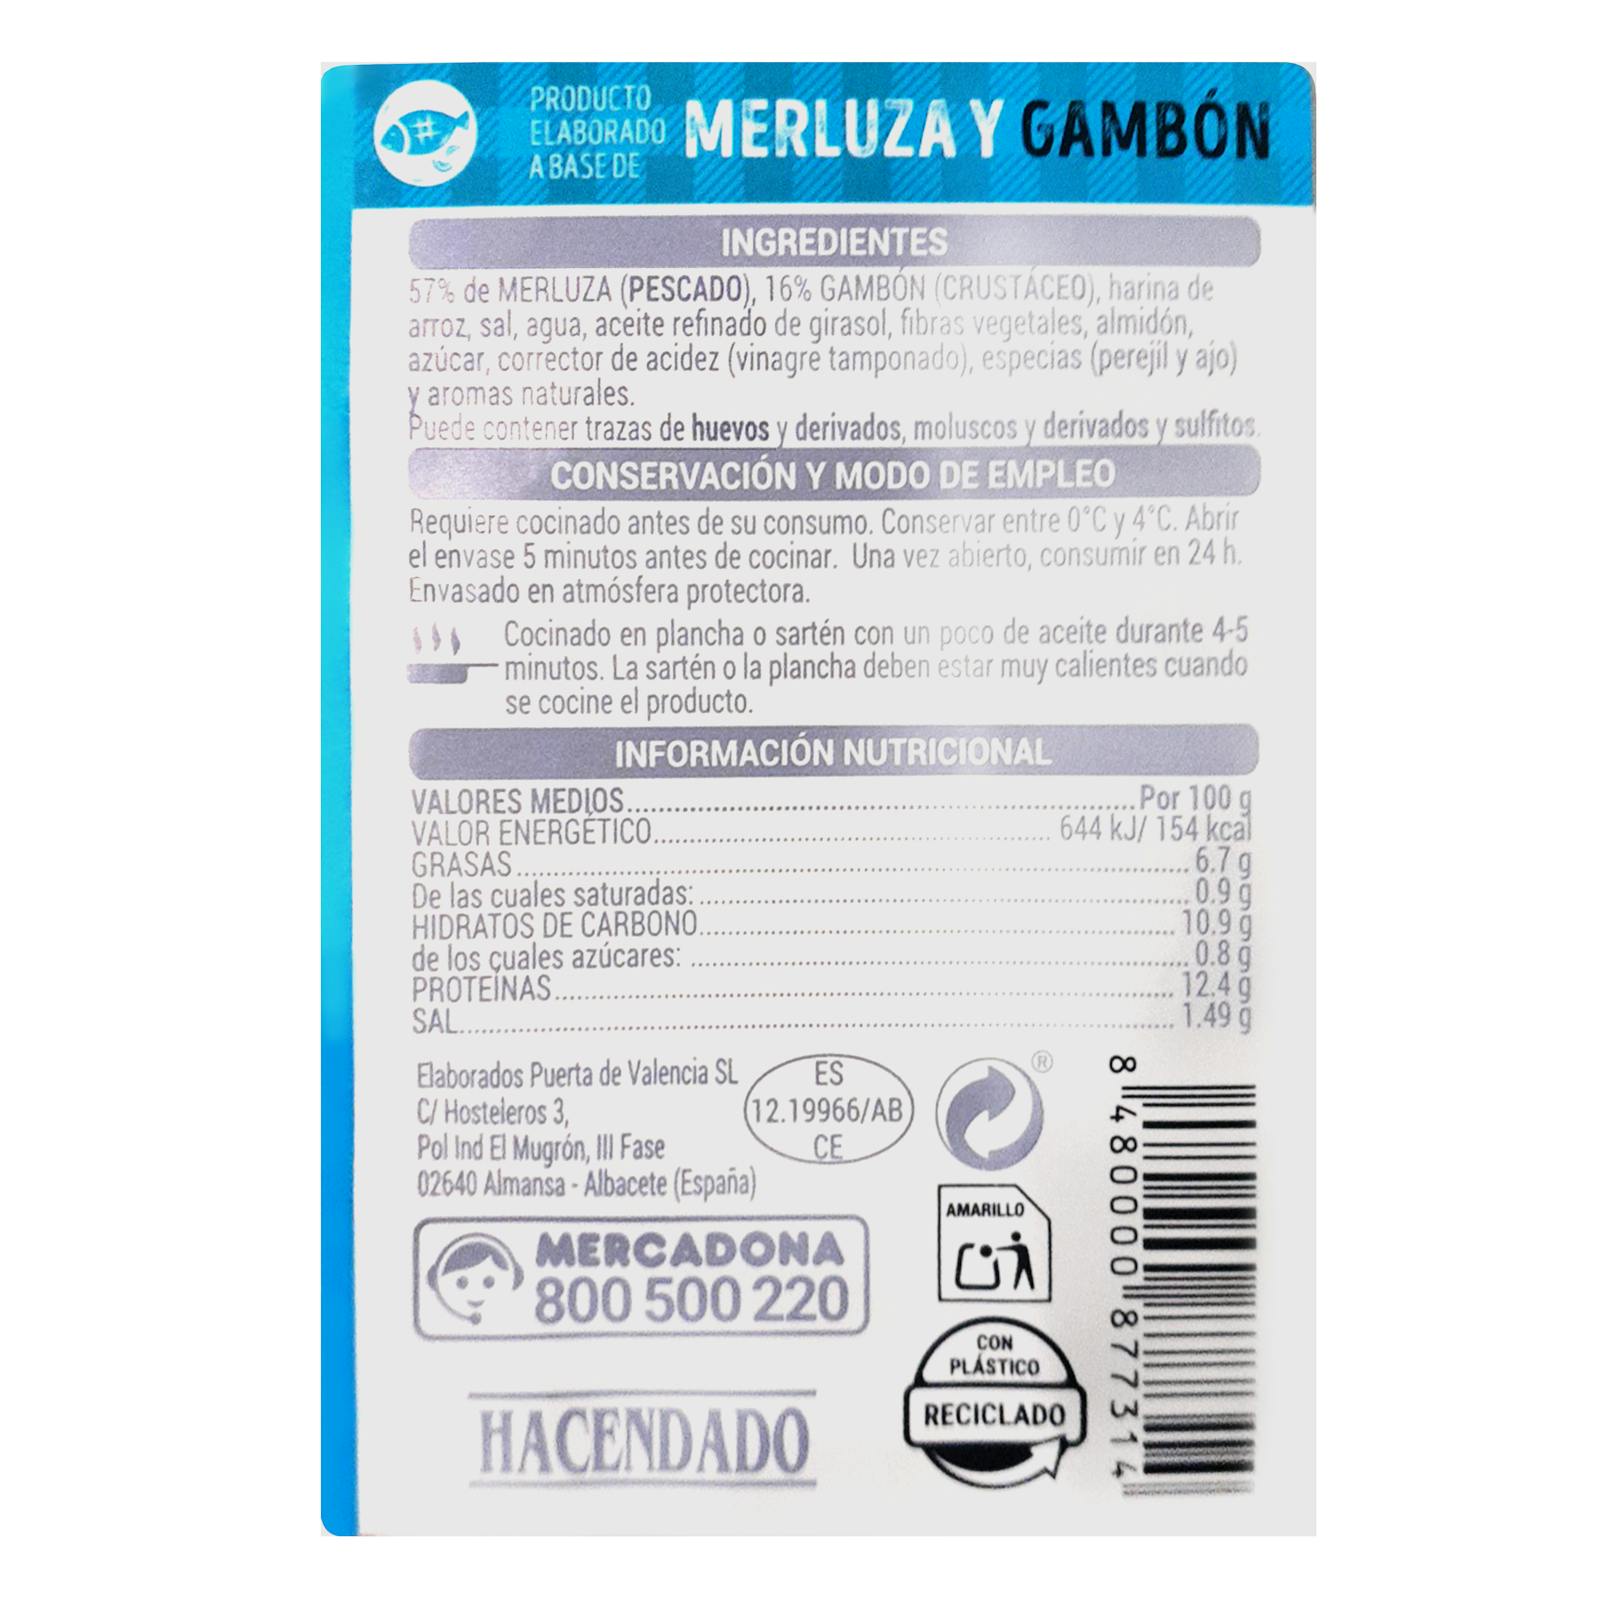 PRODUCTO
ELABORADO
A BASE DE
MERLUZA Y GAMBÓN
INGREDIENTES
57% de MERLUZA (PESCADO), 16% GAMBÓN (CRUSTÁCEO), harina de
arroz, sal, agua, aceite refinado de girasol, fibras vegetales, almidón,
azúcar, corrector de acidez (vinagre tamponado), especias (perejil y ajo)
y aromas naturales.
Puede contener trazas de huevos y derivados, moluscos y derivados y sulfitos.
CONSERVACIÓN Y MODO DE EMPLEO
Requiere cocinado antes de su consumo. Conservar entre 0°C y 4°C. Abrir
el envase 5 minutos antes de cocinar. Una vez abierto, consumir en 24 h.
Envasado en atmósfera protectora.
Cocinado en plancha o sartén con un poco de aceite durante 4-5
minutos. La sartén o la plancha deben estar muy calientes cuando
se cocine el producto.
INFORMACIÓN NUTRICIONAL
VALORES MEDIOS.......Por 100 g
VALOR ENERGÉTICO....... 644 kJ/ 154 kcal
GRASAS....... 6.7 g
De las cuales saturadas:....... 0.9 g
HIDRATOS DE CARBONO....... 10.9 g
de los cuales azúcares: ....... 0.8 g
PROTEÍNAS....... 12.4 g
SAL....... 1.49 g
Elaborados Puerta de Valencia SL
C/ Hosteleros 3,
Pol Ind El Mugrón, III Fase
02640 Almansa - Albacete (España)
ES
12.19966/AB
CE
®
AMARILLO
MERCADONA
800 500 220
CON
PLÁSTICO
RECICLADO
HACENDADO
8 480000 877314